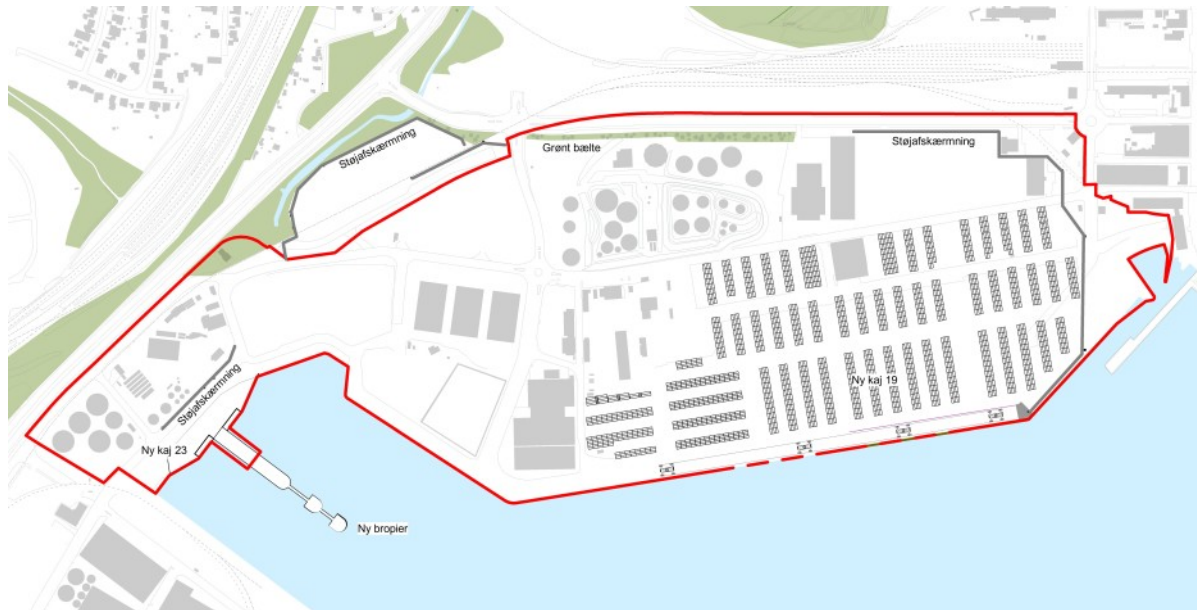 Støjafskærmning
Grønt bælte
Støjafskærmning
Støjafskærmning
Ny kaj 19
Ny kaj 23
Ny bropier